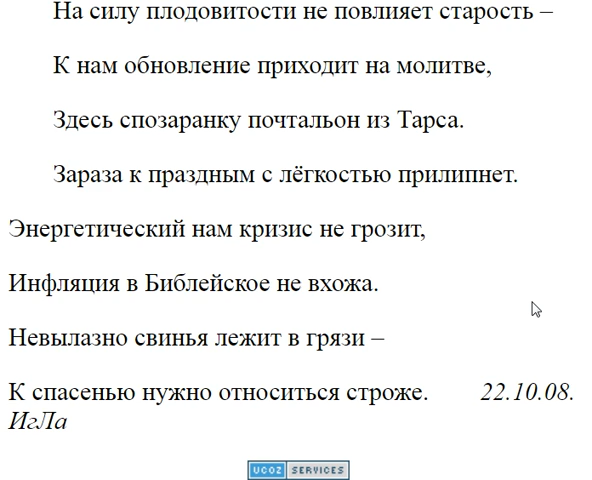 На силу плодовитости не повлияет старость –
К нам обновление приходит на молитве,
Здесь спозаранку почтальон из Тарса.
Зараза к праздным с лёгкостью прилипнет.
Энергетический нам кризис не грозит,
Инфляция в Библейское не вхожа.
Невылазно свинья лежит в грязи –
К спасенью нужно относиться строже. 22.10.08.
ИгЛа
UCOZ SERVICES